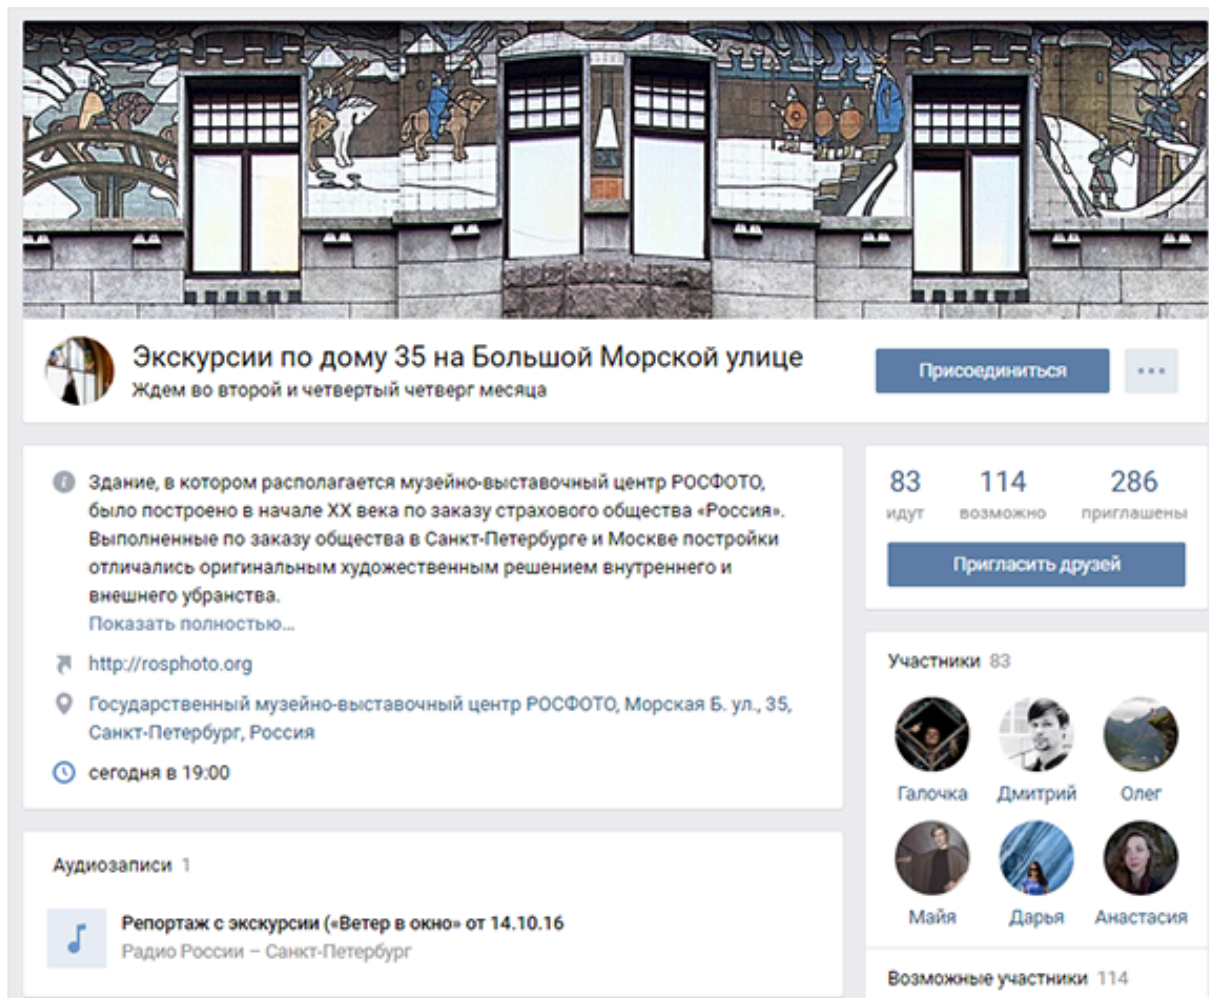 Экскурсии по дому 35 на Большой Морской улице
Ждем во второй и четвертый четверг месяца
Присоединиться
Здание, в котором располагается музейно-выставочный центр РОСФОТО,
было построено в начале XX века по заказу страхового общества «Россия».
Выполненные по заказу общества в Санкт-Петербурге и Москве постройки
отличались оригинальным художественным решением внутреннего и
внешнего убранства.
Показать полностью...
http://rosphoto.org
Государственный музейно-выставочный центр РОСФОТО, Морская Б. ул., 35,
Санкт-Петербург, Россия
сегодня в 19:00
Аудиозаписи 1
Репортаж с экскурсии («Ветер в окно» от 14.10.16
Радио России – Санкт-Петербург
83 114 286
идут возможно приглашены
Пригласить друзей
Участники 83
Галочка Дмитрий Олег
Майя Дарья Анастасия
Возможные участники 114